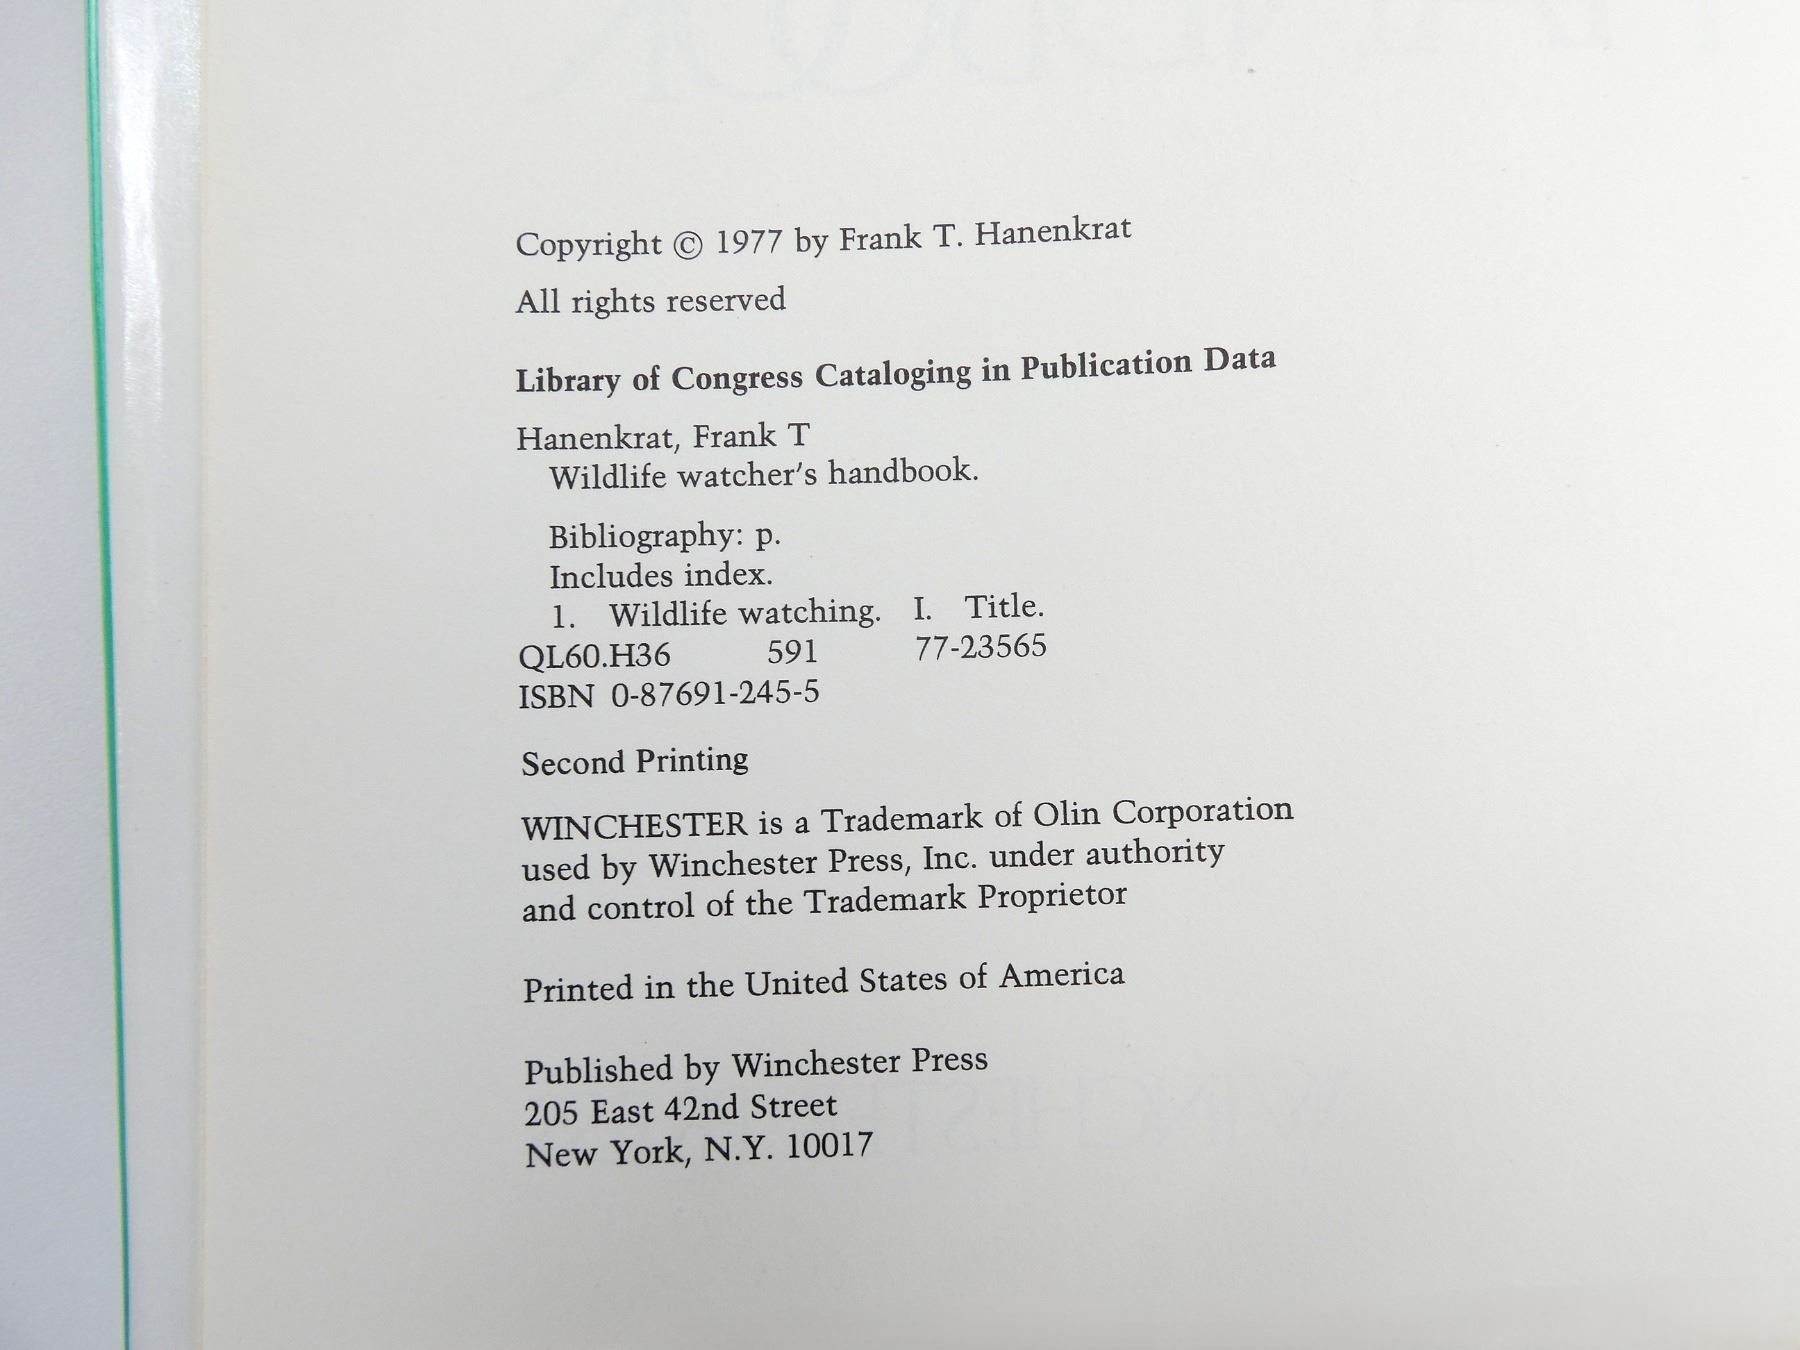 Copyright © 1977 by Frank T. Hanenkrat
All rights reserved
Library of Congress Cataloging in Publication Data
Hanenkrat, Frank T
Wildlife watcher's handbook.
Bibliography: p.
Includes index.
1. Wildlife watching. I. Title.
QL60.H36 591 77-23565
ISBN 0-87691-245-5
Second Printing
WINCHESTER is a Trademark of Olin Corporation
used by Winchester Press, Inc. under authority
and control of the Trademark Proprietor
Printed in the United States of America
Published by Winchester Press
205 East 42nd Street
New York, N.Y. 10017